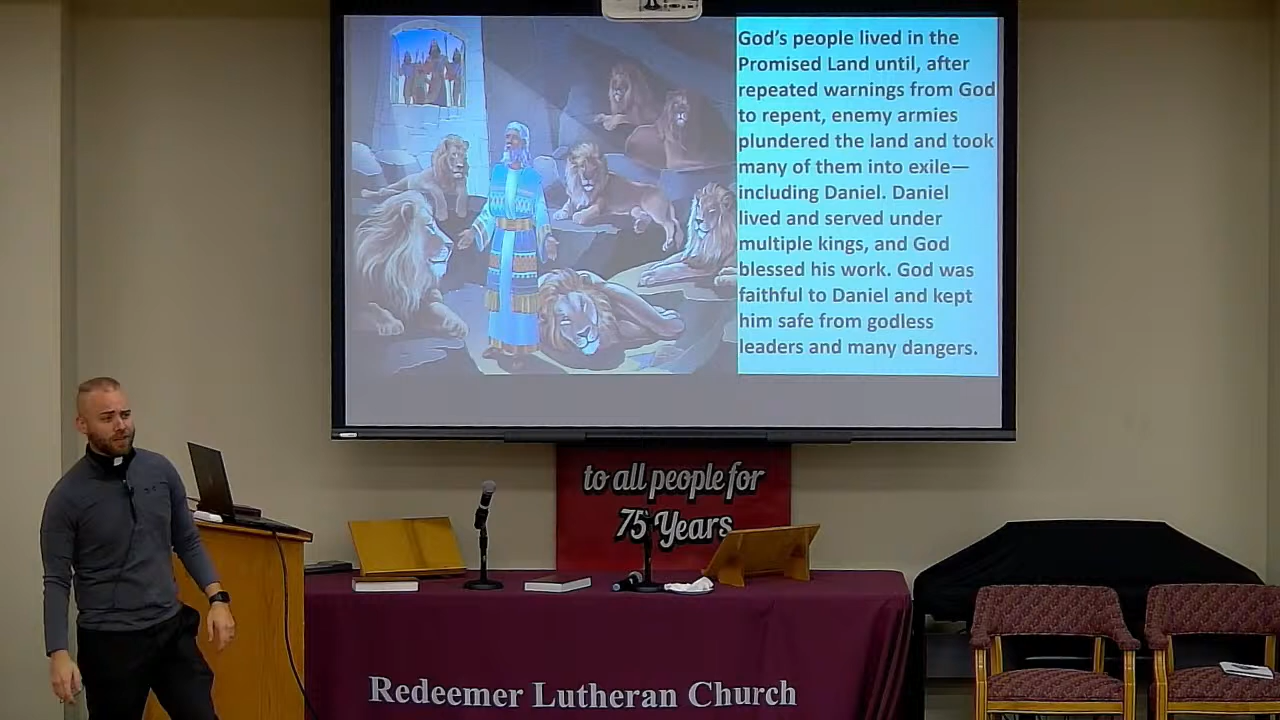 God's people lived in the
Promised Land until, after
repeated warnings from God
to repent, enemy armies
plundered the land and took
many of them into exile—
including Daniel. Daniel
lived and served under
multiple kings, and God
blessed his work. God was
faithful to Daniel and kept
him safe from godless
leaders and many dangers.
to all people for
75 Years
Redeemer Lutheran Church